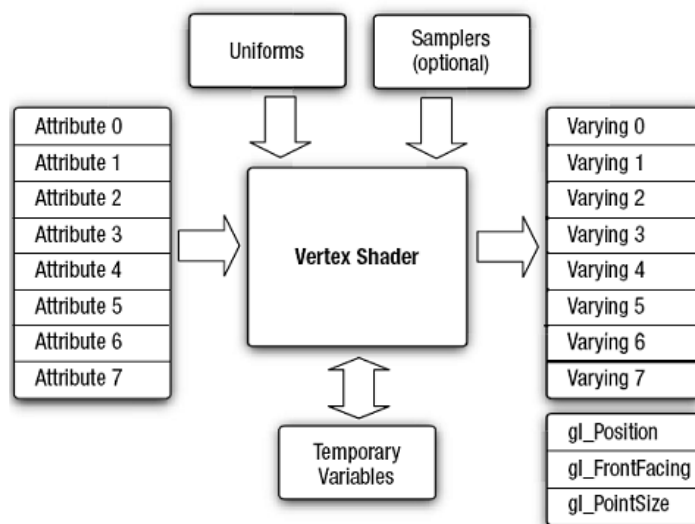 Uniforms
Samplers
(optional)
Attribute 0
Attribute 1
Attribute 2
Attribute 3
Attribute 4
Attribute 5
Attribute 6
Attribute 7
Vertex Shader
Varying 0
Varying 1
Varying 2
Varying 3
Varying 4
Varying 5
Varying 6
Varying 7
Temporary
Variables
gl_Position
gl_FrontFacing
gl_PointSize